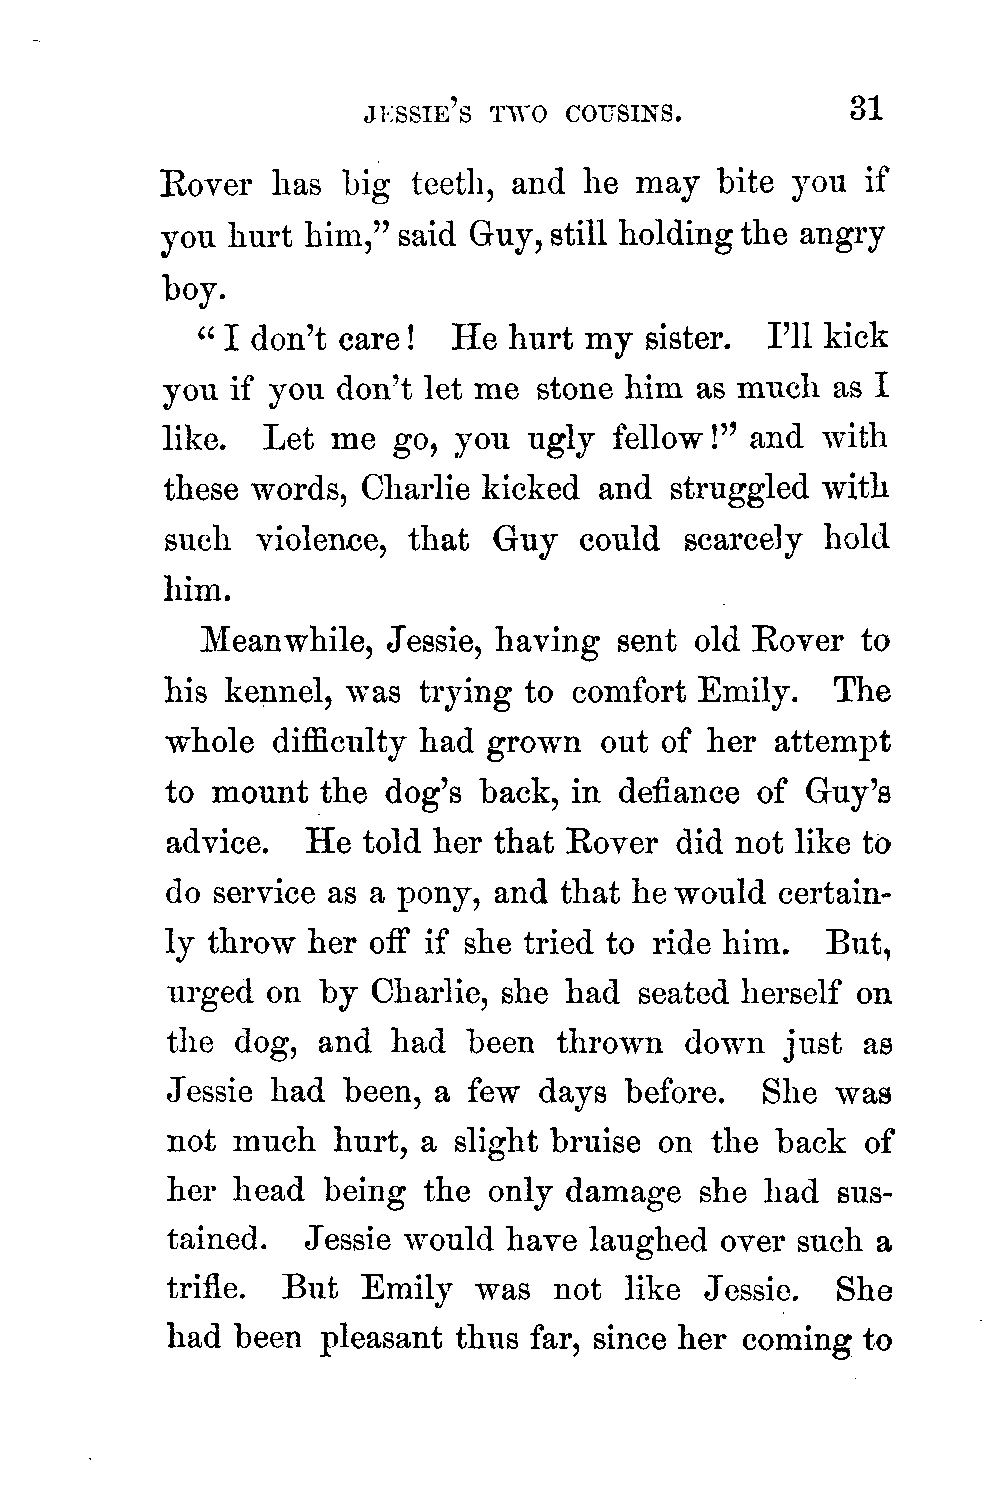 JESSIE'S TWO COUSINS. 31
Rover has big teeth, and he may bite you if
you hurt him,” said Guy, still holding the angry
boy.
“ I don't care! He hurt my sister. I'll kick
you if you don't let me stone him as much as I
like. Let me go, you ugly fellow!” and with
these words, Charlie kicked and struggled with
such violence, that Guy could scarcely hold
him.
Meanwhile, Jessie, having sent old Rover to
his kennel, was trying to comfort Emily. The
whole difficulty had grown out of her attempt
to mount the dog's back, in defiance of Guy's
advice. He told her that Rover did not like to
do service as a pony, and that he would certain-
ly throw her off if she tried to ride him. But,
urged on by Charlie, she had seated herself on
the dog, and had been thrown down just as
Jessie had been, a few days before. She was
not much hurt, a slight bruise on the back of
her head being the only damage she had sus-
tained. Jessie would have laughed over such a
trifle. But Emily was not like Jessie. She
had been pleasant thus far, since her coming to